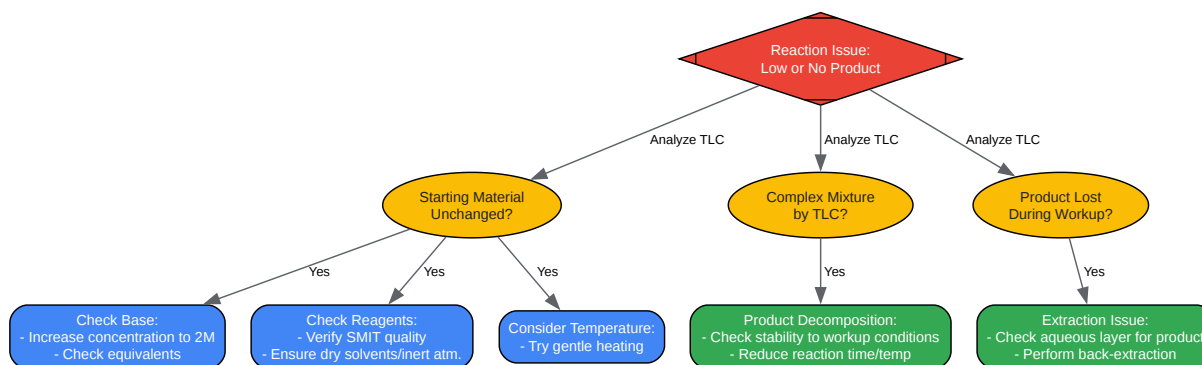 Reaction Issue:
Low or No Product
Analyze TLC
Analyze TLC
Analyze TLC
Starting Material
Unchanged?
Complex Mixture
by TLC?
Product Lost
During Workup?
Yes
Yes
Yes
Yes
Yes
Check Base:
- Increase concentration to 2M
- Check equivalents
Check Reagents:
- Verify SMIT quality
- Ensure dry solvents/inert atm.
Consider Temperature:
- Try gentle heating
Product Decomposition:
- Check stability to workup conditions
- Reduce reaction time/temp
Extraction Issue:
- Check aqueous layer for product
- Perform back-extraction